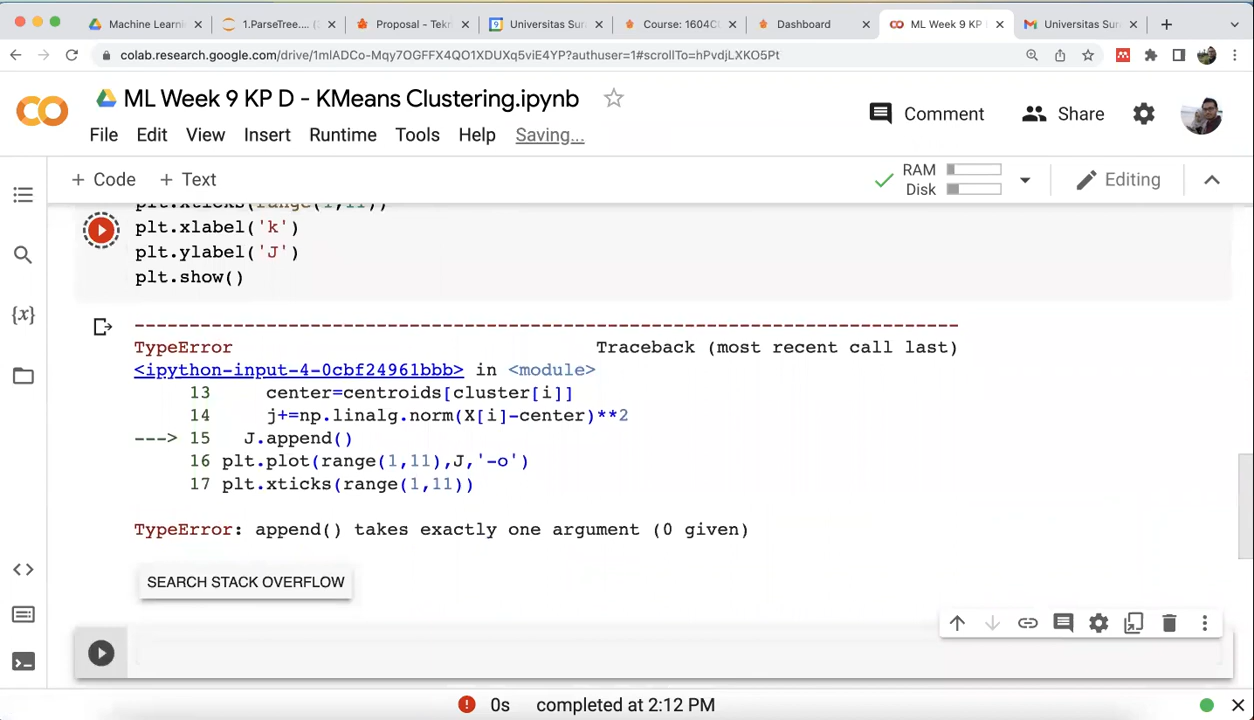 Machine Learni
1.ParseTree.... (
Proposal - Tekn
Universitas Sur
Course: 1604C
Dashboard
ML Week 9 KP
Universitas Sur
colab.research.google.com/drive/1mlADCo-Mqy7OGFFX4QO1XDUXq5viE4YP?authuser=1#scrollTo=hPvdjLXKO5Pt
ML Week 9 KP D - KMeans Clustering.ipynb
Comment
Share
File Edit View Insert Runtime Tools Help Saving...
+ Code + Text
RAM
Disk
Editing
plt.xticks(range(1,11))
plt.xlabel('k')
plt.ylabel('J')
plt.show()
---------------------------------------------------------------------------
TypeError Traceback (most recent call last)
<ipython-input-4-0cbf24961bbb> in <module>
13 center=centroids[cluster[i]]
14 j+=np.linalg.norm(X[i]-center)**2
---> 15 J.append()
16 plt.plot(range(1,11),J,'-o')
17 plt.xticks(range(1,11))
TypeError: append() takes exactly one argument (0 given)
SEARCH STACK OVERFLOW
0s completed at 2:12 PM